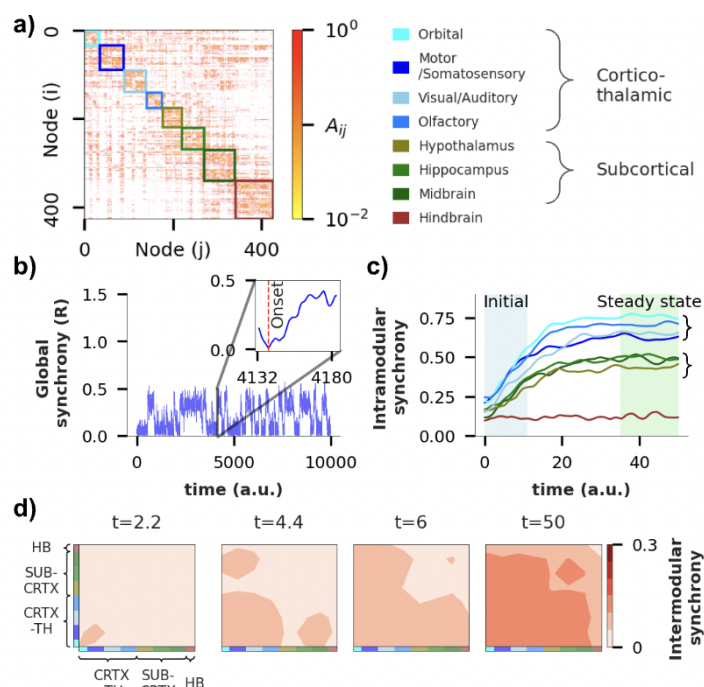 a)
0
Node (i)
400
0
Node (j)
400
10^0
A_ij
10^-2
Orbital
Motor
/Somatosensory
Visual/Auditory
Olfactory
Hypothalamus
Hippocampus
Midbrain
Hindbrain
Cortico-
thalamic
Subcortical
b)
Global
synchrony (R)
1.5
1.0
0.5
0.0
0
5000
10000
time (a.u.)
0.5
0.0
Onset
4132
4180
c)
Intramodular
synchrony
Initial
Steady state
0.75
0.50
0.25
0.00
0
20
40
time (a.u.)
d)
t=2.2
t=4.4
t=6
t=50
HB
SUB-
CRTX
CRTX
-TH
CRTX
SUB-
HB
0.3
0
Intermodular
synchrony